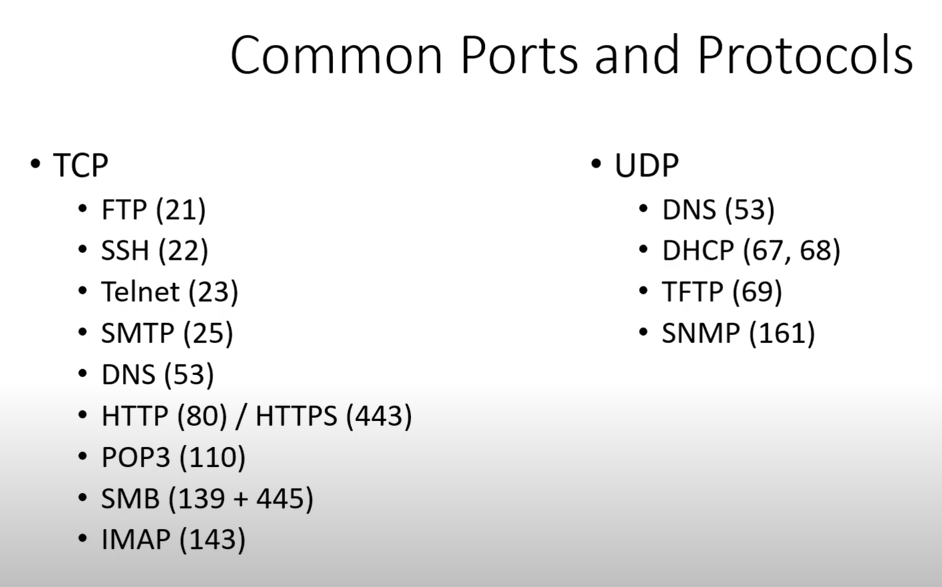 Common Ports and Protocols
• TCP
• FTP (21)
• SSH (22)
• Telnet (23)
• SMTP (25)
• DNS (53)
• HTTP (80) / HTTPS (443)
• POP3 (110)
• SMB (139 + 445)
• IMAP (143)
• UDP
• DNS (53)
• DHCP (67, 68)
• TFTP (69)
• SNMP (161)